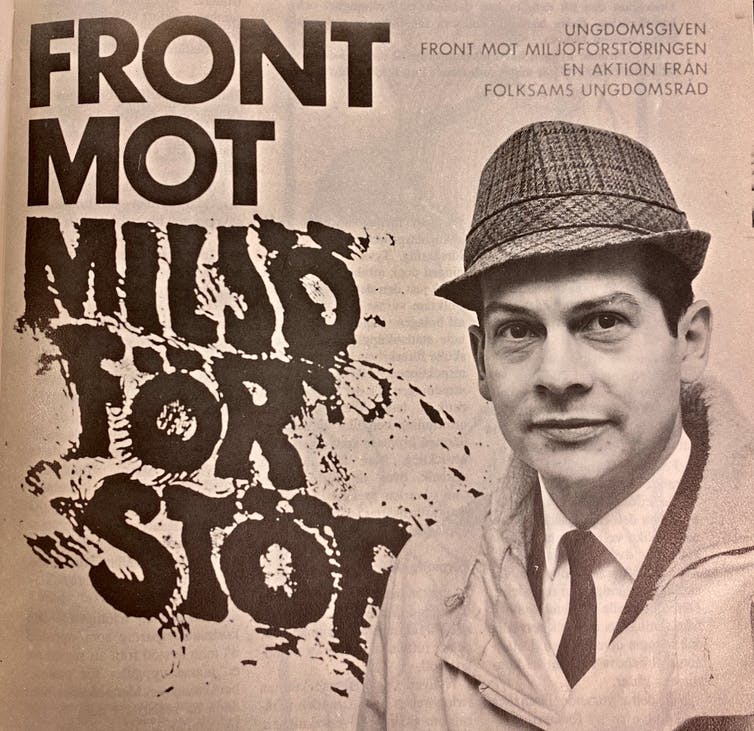 FRONT
MOT
MILJÖ
FÖR
STÖR
UNGDOMSGIVEN
FRONT MOT MILJÖFÖRSTÖRINGEN
EN AKTION FRÅN
FOLKSAMS UNGDOMSRÅD